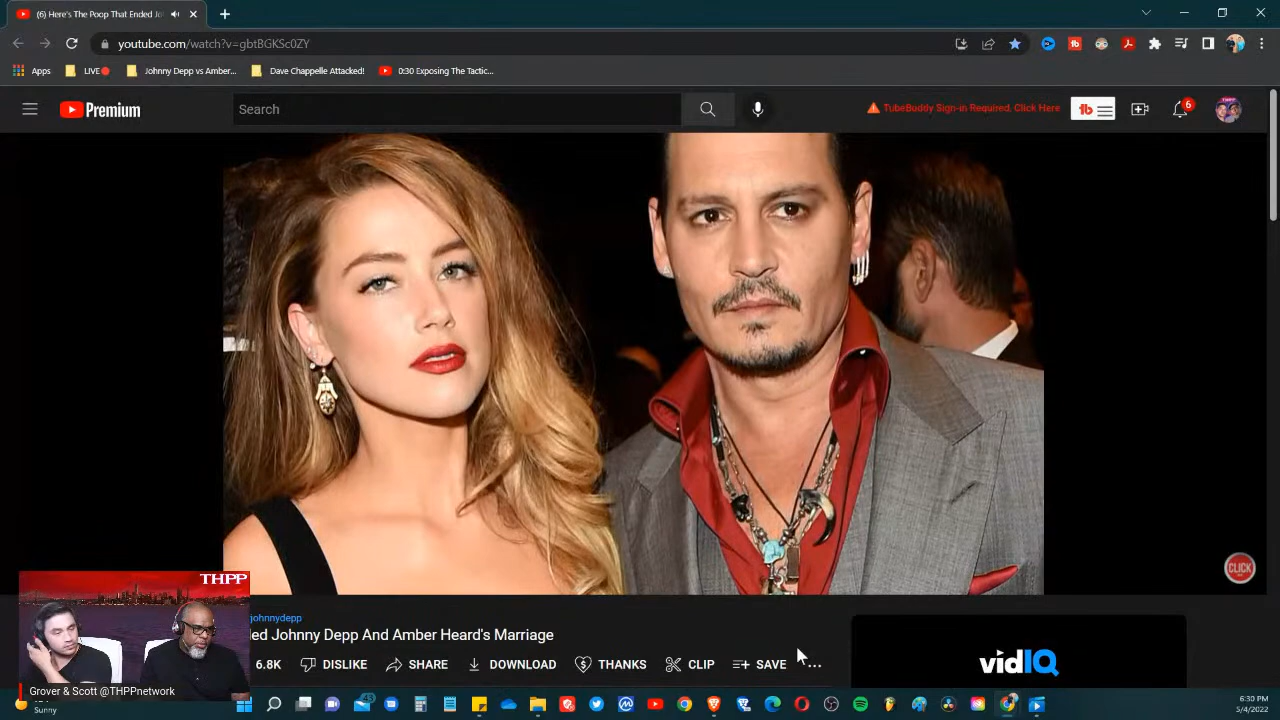 (6) Here's The Poop That Ended Jo
youtube.com/watch?v=gbtBGKSc0ZY
Apps
LIVE
Johnny Depp vs Amber...
Dave Chappelle Attacked!
0:30 Exposing The Tactic...
Premium
Search
TubeBuddy Sign-in Required, Click Here
tb
6
CLICK
THPP
johnnydepp
ed Johnny Depp And Amber Heard's Marriage
6.8K
DISLIKE
SHARE
DOWNLOAD
THANKS
CLIP
SAVE
vidIQ
Grover & Scott @THPPnetwork
Sunny
43
6:30 PM
5/4/2022